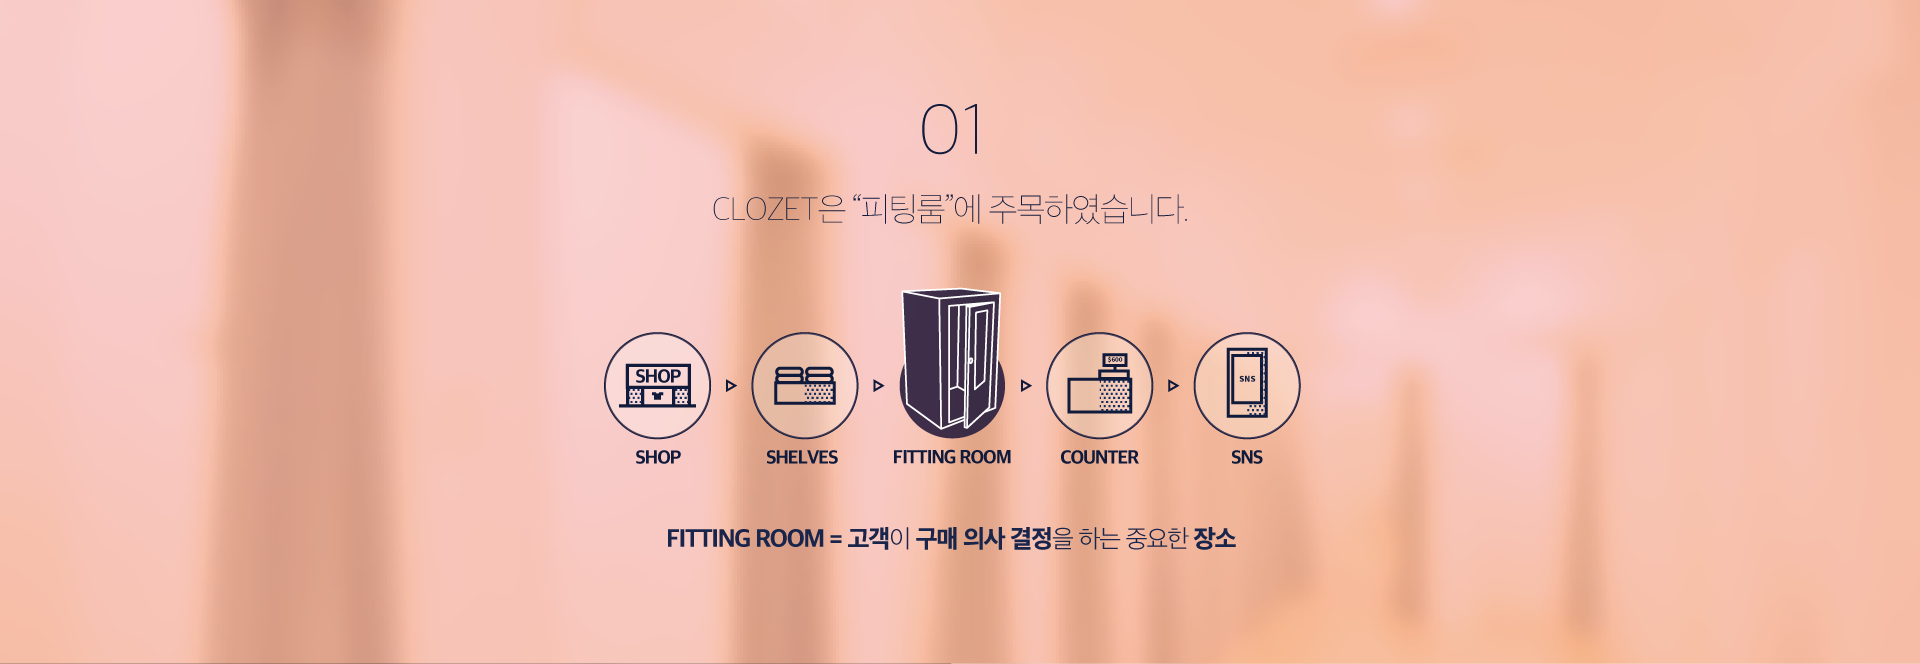 01
CLOZET은 “피팅룸”에 주목하였습니다.
SHOP
$600
SNS
SHOP
SHELVES
FITTING ROOM
COUNTER
SNS
FITTING ROOM = 고객이 구매 의사 결정을 하는 중요한 장소